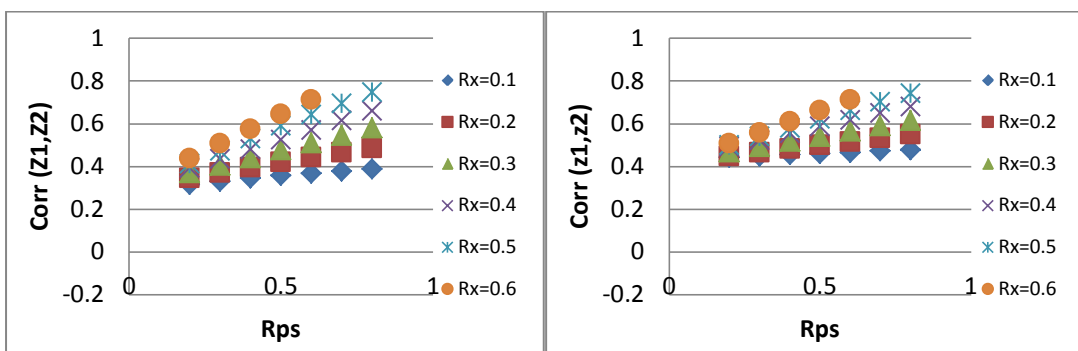 1
0.8
0.6
0.4
0.2
0
-0.2
0
0.5
1
Corr (Z1,Z2)
Rps
Rx=0.1
Rx=0.2
Rx=0.3
Rx=0.4
Rx=0.5
Rx=0.6
1
0.8
0.6
0.4
0.2
0
-0.2
0
0.5
1
Corr (z1,z2)
Rps
Rx=0.1
Rx=0.2
Rx=0.3
Rx=0.4
Rx=0.5
Rx=0.6